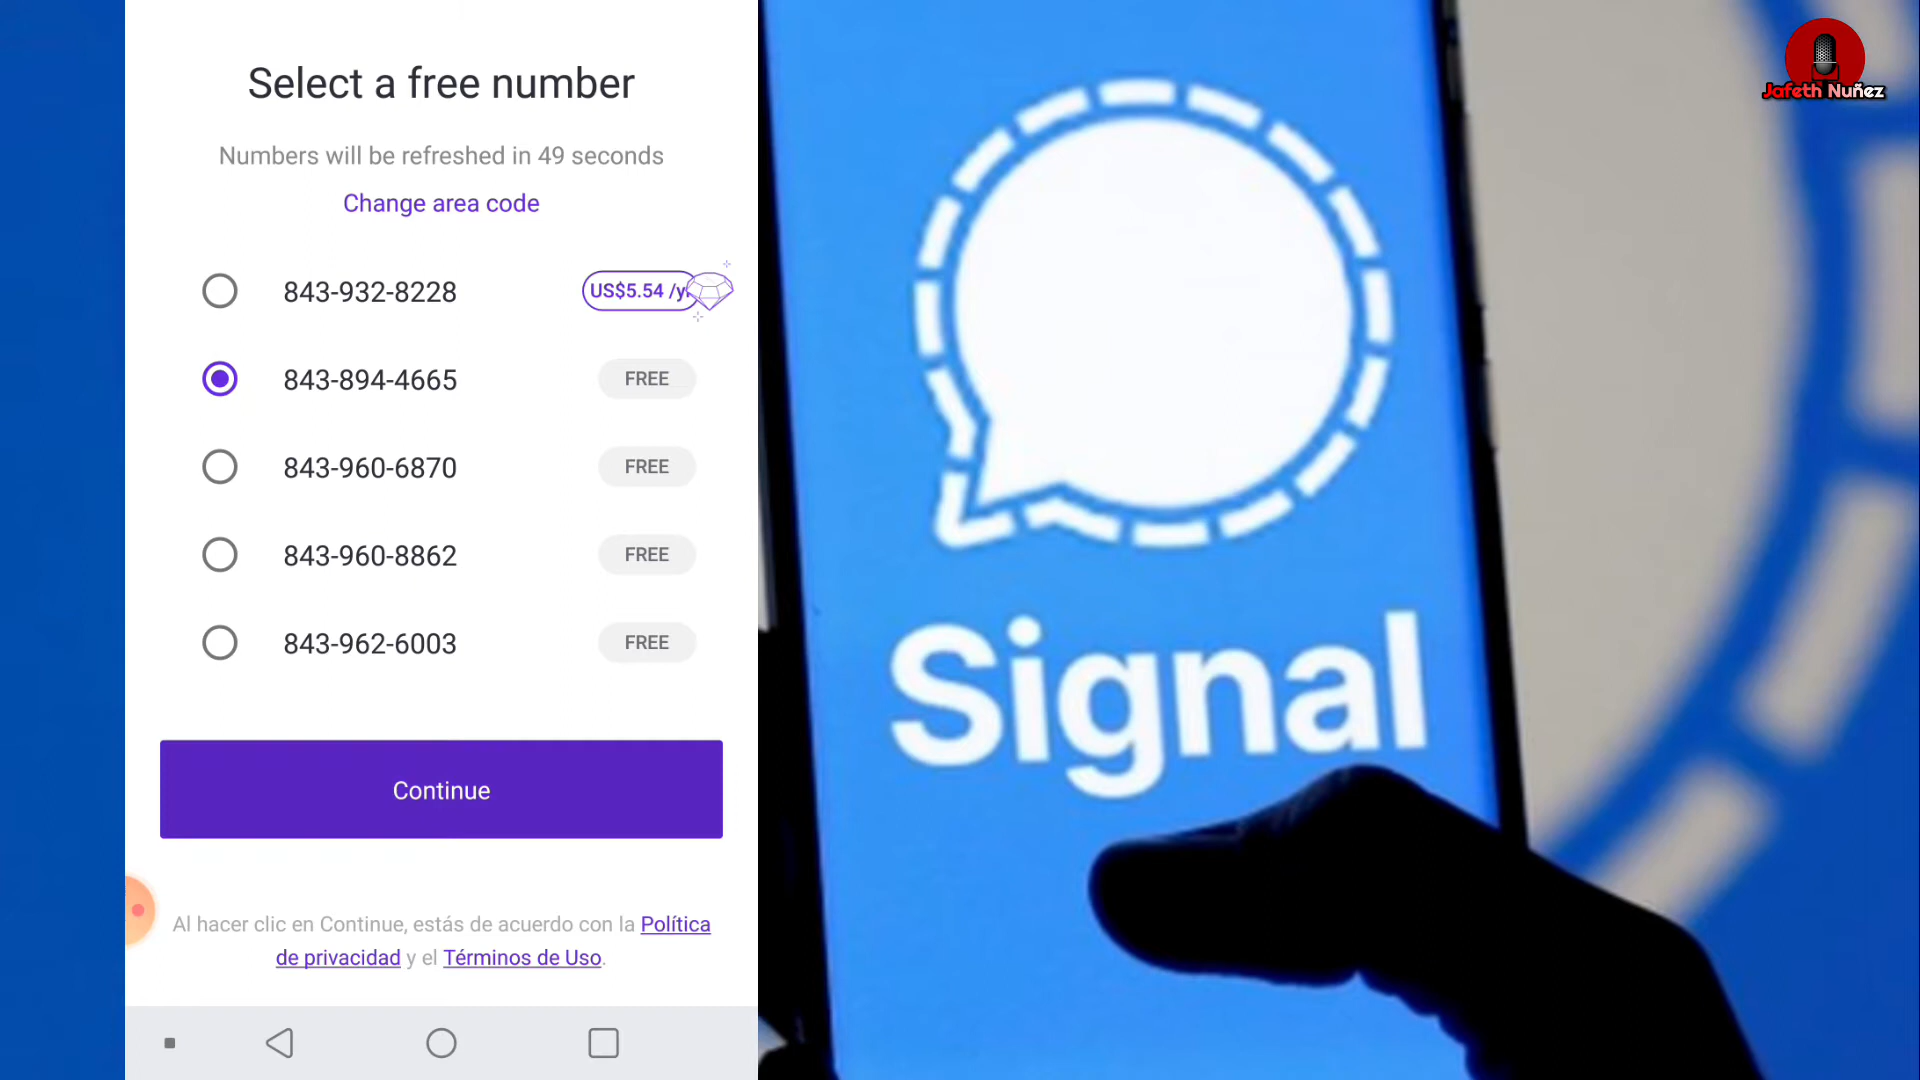 Select a free number
Numbers will be refreshed in 49 seconds
Change area code
843-932-8228
US$5.54 /y
843-894-4665
FREE
843-960-6870
FREE
843-960-8862
FREE
843-962-6003
FREE
Continue
Al hacer clic en Continue, estás de acuerdo con la Política
de privacidad y el Términos de Uso.
Signal
Jafeth Nuñez